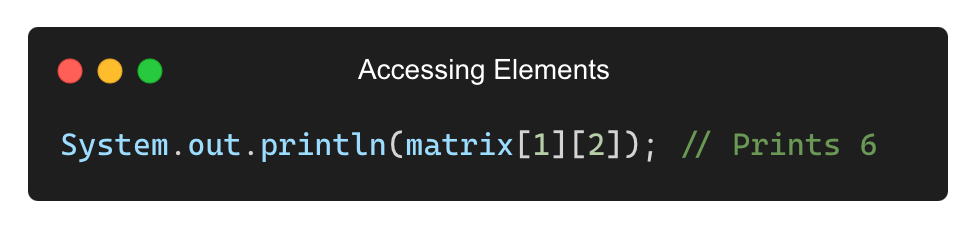 Accessing Elements
System.out.println(matrix[1][2]); // Prints 6